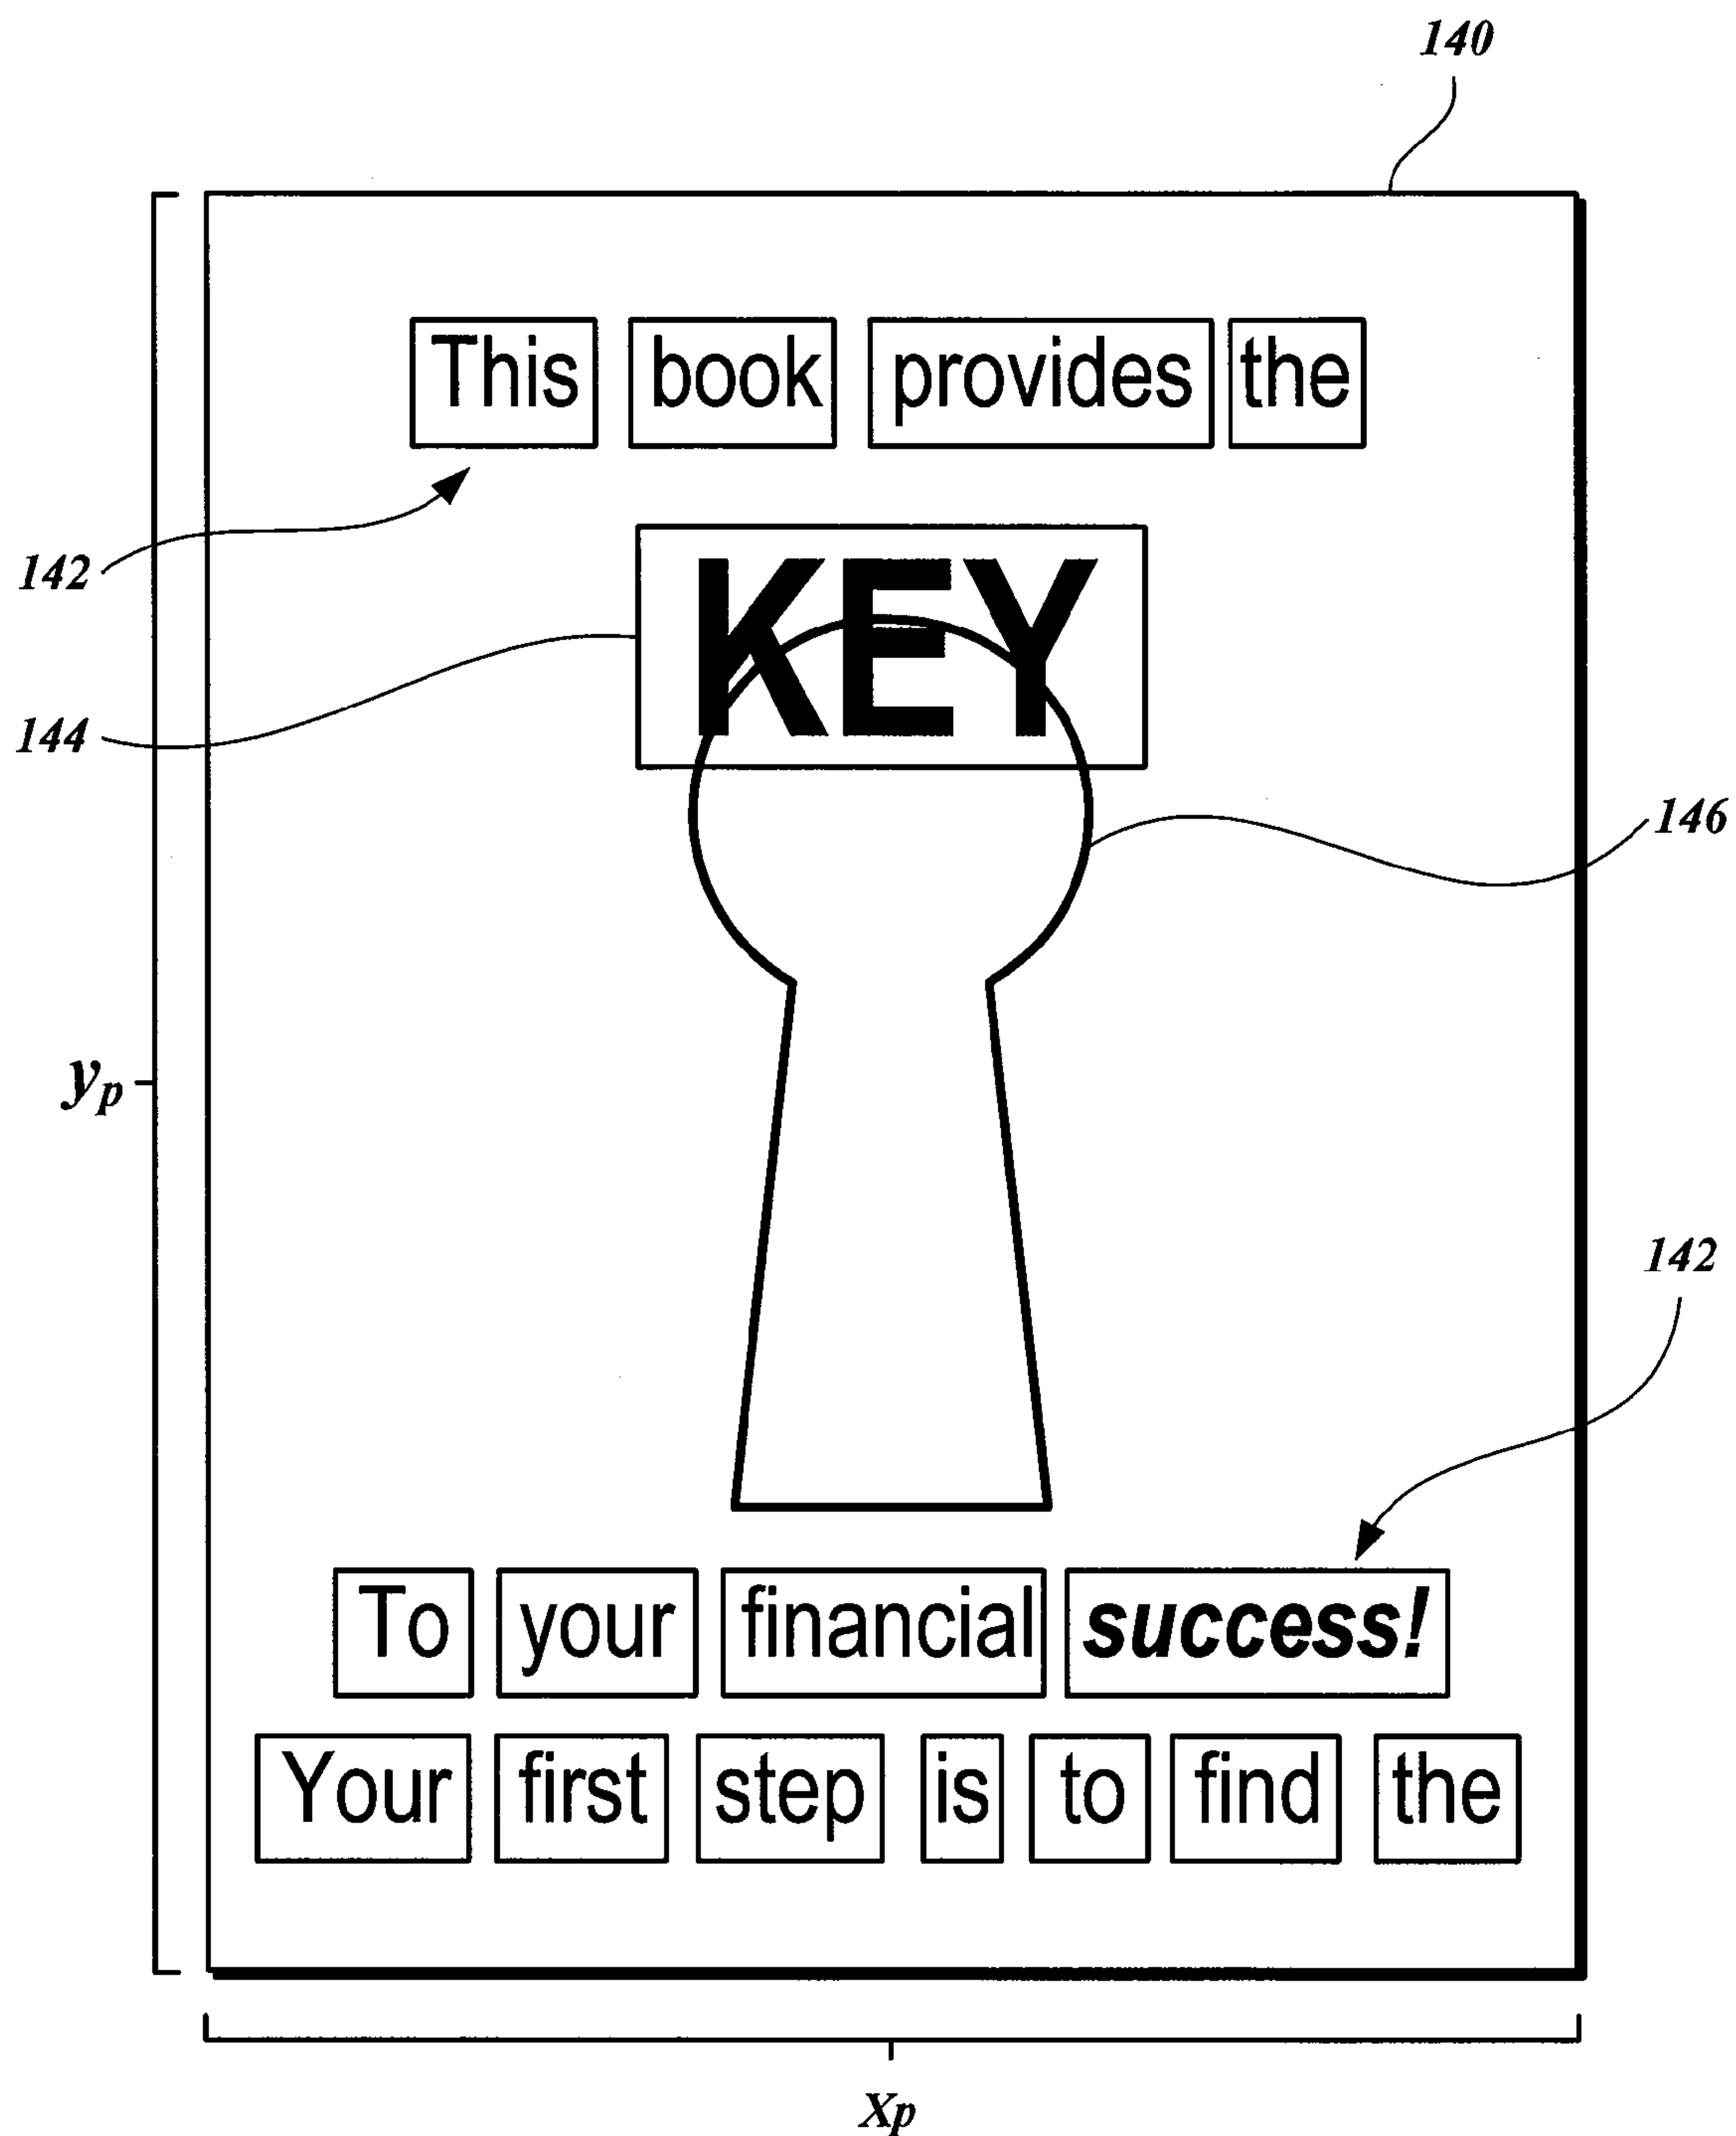 140
This book provides the
142
KEY
144
146
yp
142
To your financial success!
Your first step is to find the
xp